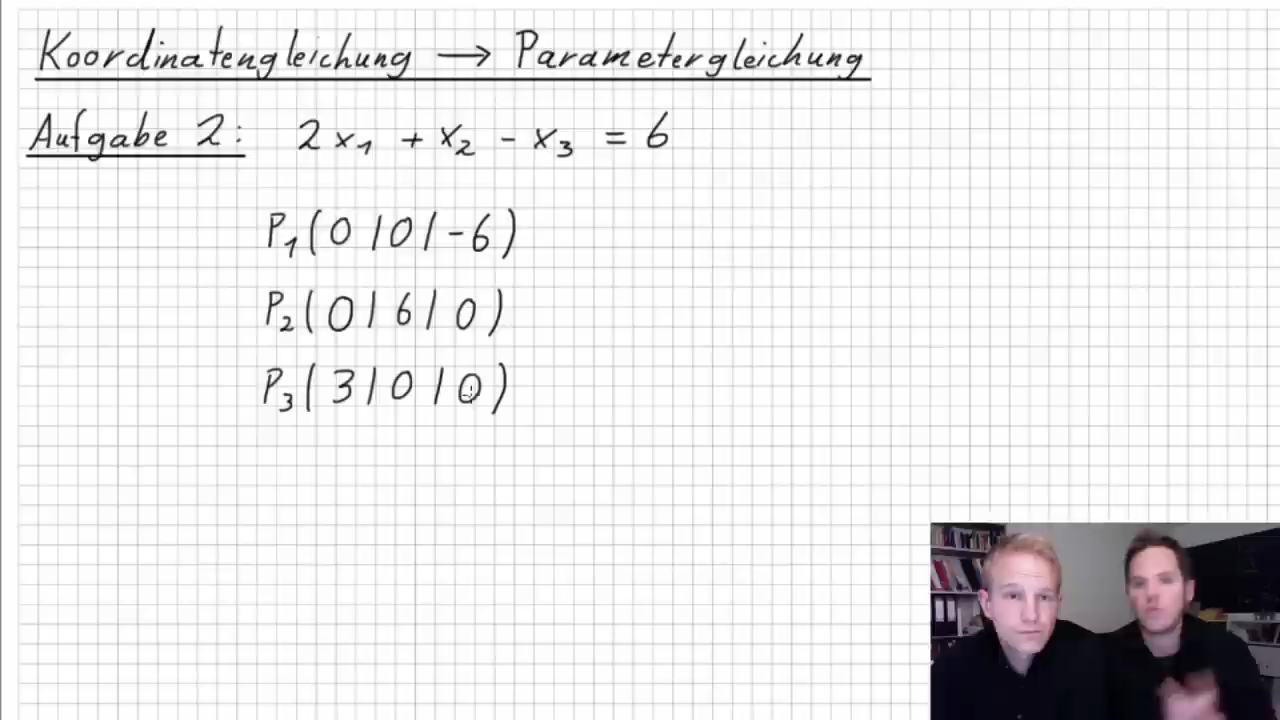 Koordinatengleichung → Parametergleichung
Aufgabe 2: 2x₁ + x₂ - x₃ = 6
P₁(0|0|-6)
P₂(0|6|0)
P₃(3|0|0)